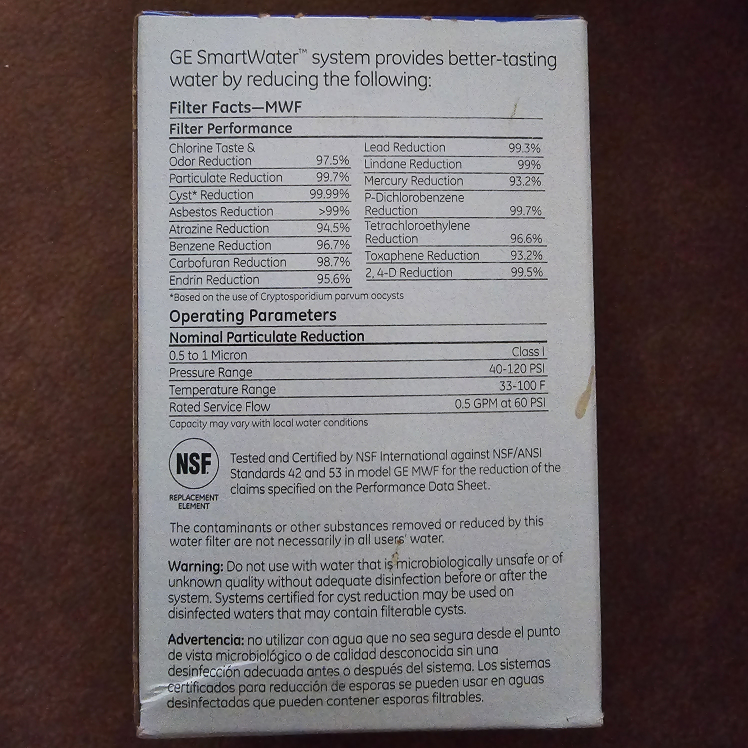 GE SmartWater™ system provides better-tasting
water by reducing the following:
Filter Facts—MWF
Filter Performance
Chlorine Taste &
Odor Reduction 97.5%
Particulate Reduction 99.7%
Cyst* Reduction 99.99%
Asbestos Reduction >99%
Atrazine Reduction 94.5%
Benzene Reduction 96.7%
Carbofuran Reduction 98.7%
Endrin Reduction 95.6%
Lead Reduction 99.3%
Lindane Reduction 99%
Mercury Reduction 93.2%
P-Dichlorobenzene
Reduction 99.7%
Tetrachloroethylene
Reduction 96.6%
Toxaphene Reduction 93.2%
2, 4-D Reduction 99.5%
*Based on the use of Cryptosporidium parvum oocysts
Operating Parameters
Nominal Particulate Reduction
0.5 to 1 Micron Class I
Pressure Range 40-120 PSI
Temperature Range 33-100 F
Rated Service Flow 0.5 GPM at 60 PSI
Capacity may vary with local water conditions
NSF
REPLACEMENT
ELEMENT
Tested and Certified by NSF International against NSF/ANSI
Standards 42 and 53 in model GE MWF for the reduction of the
claims specified on the Performance Data Sheet.
The contaminants or other substances removed or reduced by this
water filter are not necessarily in all users' water.
Warning: Do not use with water that is microbiologically unsafe or of
unknown quality without adequate disinfection before or after the
system. Systems certified for cyst reduction may be used on
disinfected waters that may contain filterable cysts.
Advertencia: no utilizar con agua que no sea segura desde el punto
de vista microbiológico o de calidad desconocida sin una
desinfección adecuada antes o después del sistema. Los sistemas
certificados para reducción de esporas se pueden usar en aguas
desinfectadas que pueden contener esporas filtrables.